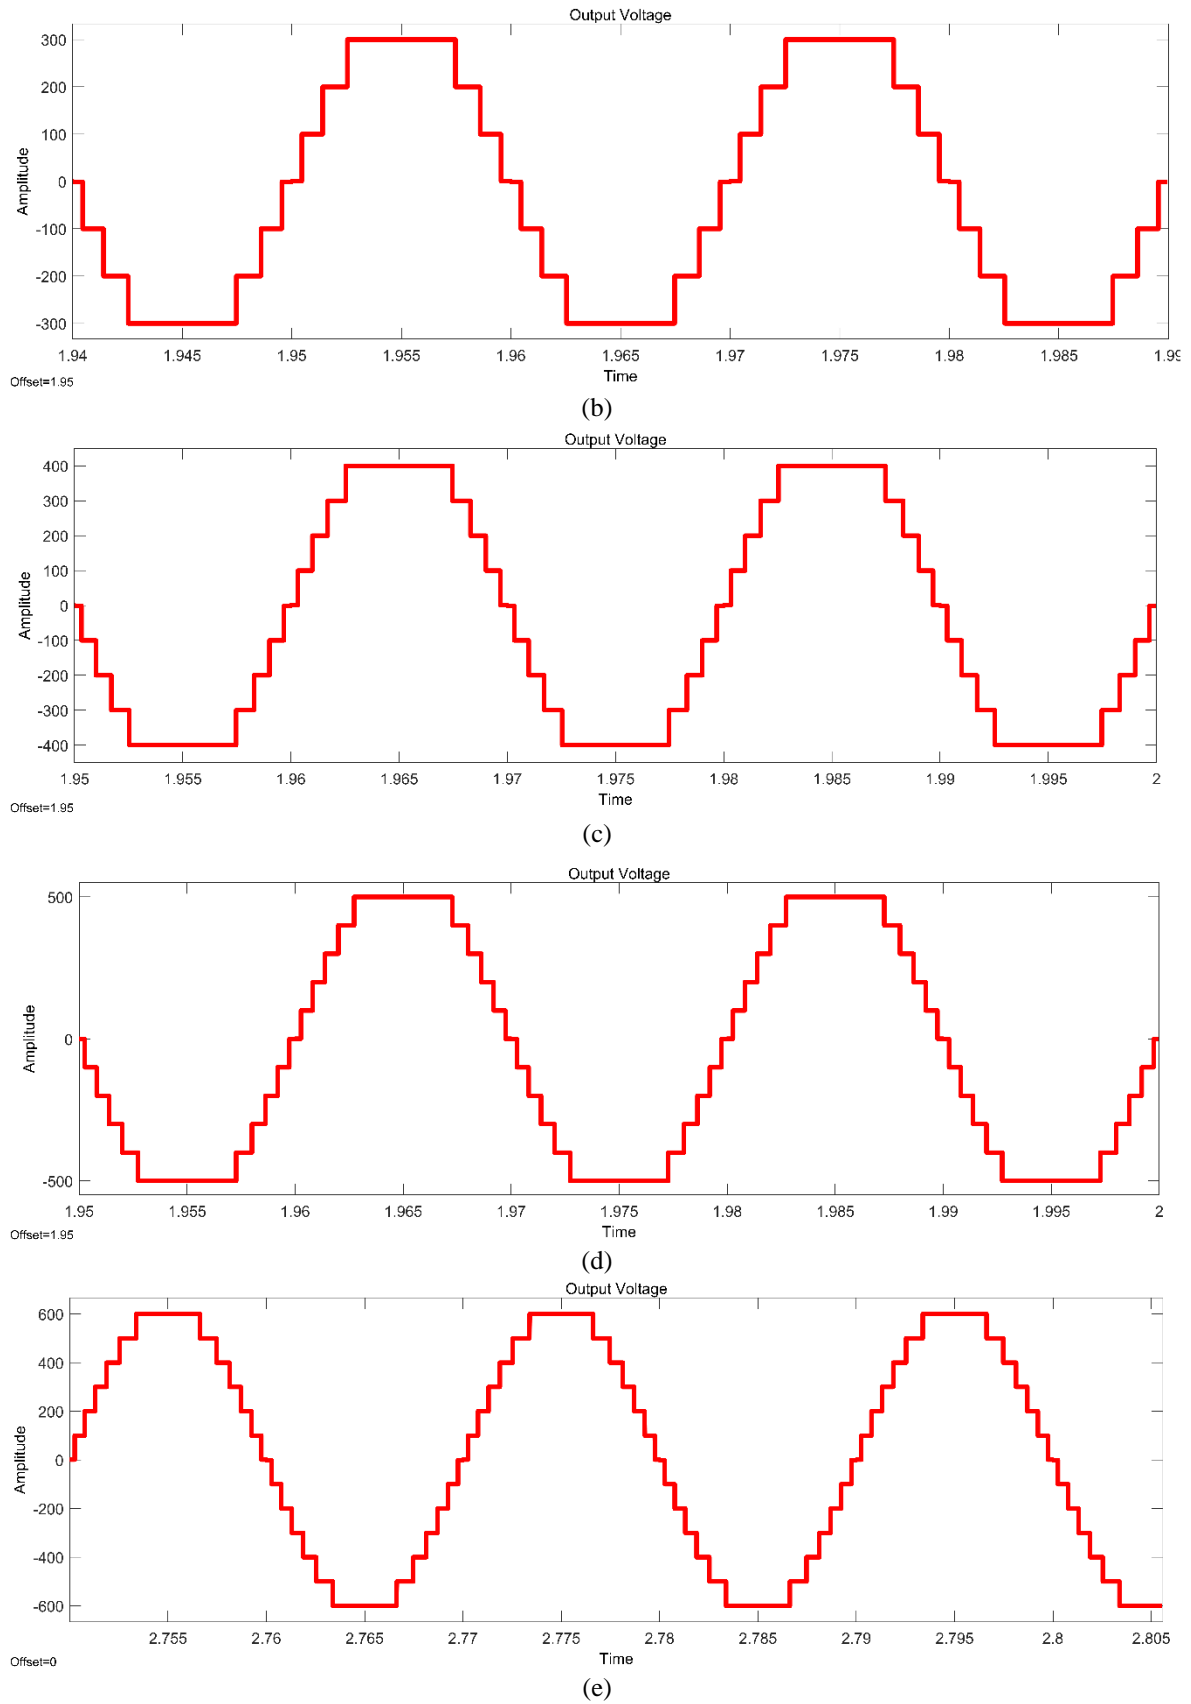 Output Voltage
300
200
100
0
-100
-200
-300
Amplitude
1.94 1.945 1.95 1.955 1.96 1.965 1.97 1.975 1.98 1.985 1.99
Time
Offset=1.95
(b)
Output Voltage
400
300
200
100
0
-100
-200
-300
-400
Amplitude
1.95 1.955 1.96 1.965 1.97 1.975 1.98 1.985 1.99 1.995 2
Time
Offset=1.95
(c)
Output Voltage
500
0
-500
Amplitude
1.95 1.955 1.96 1.965 1.97 1.975 1.98 1.985 1.99 1.995 2
Time
Offset=1.95
(d)
Output Voltage
600
400
200
0
-200
-400
-600
Amplitude
2.755 2.76 2.765 2.77 2.775 2.78 2.785 2.79 2.795 2.8 2.805
Time
Offset=0
(e)